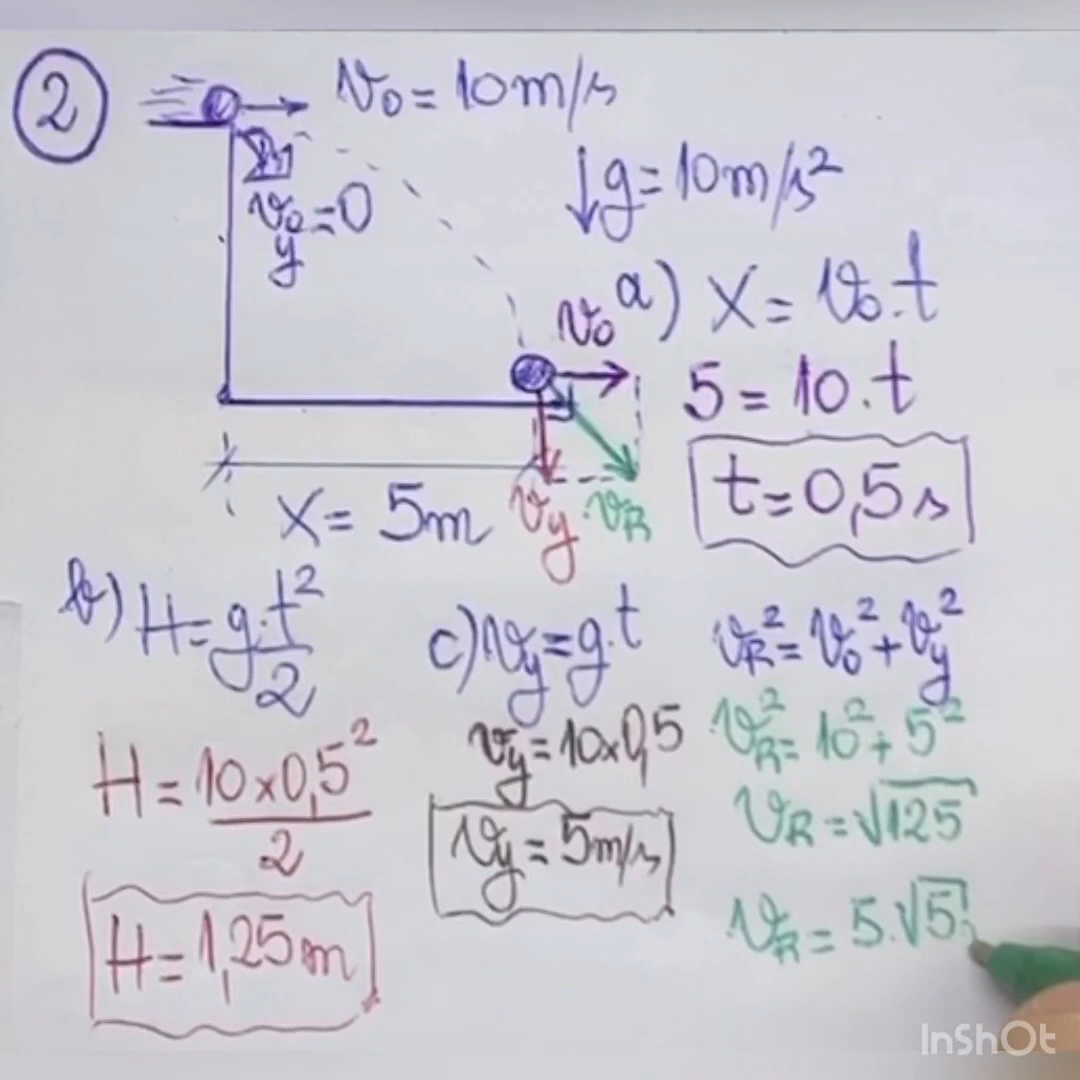 2
v₀ = 10m/s
v₀y = 0
↓g = 10m/s²
v₀
a) X = v₀.t
5 = 10.t
t = 0,5s
X = 5m
vy
vR
b) H = g.t²/2
H = 10×0,5²/2
H = 1,25m
c) vy = g.t
vy = 10×0,5
vy = 5m/s
vR² = v₀² + vy²
vR² = 10² + 5²
vR = √125
vR = 5.√5
InShOt